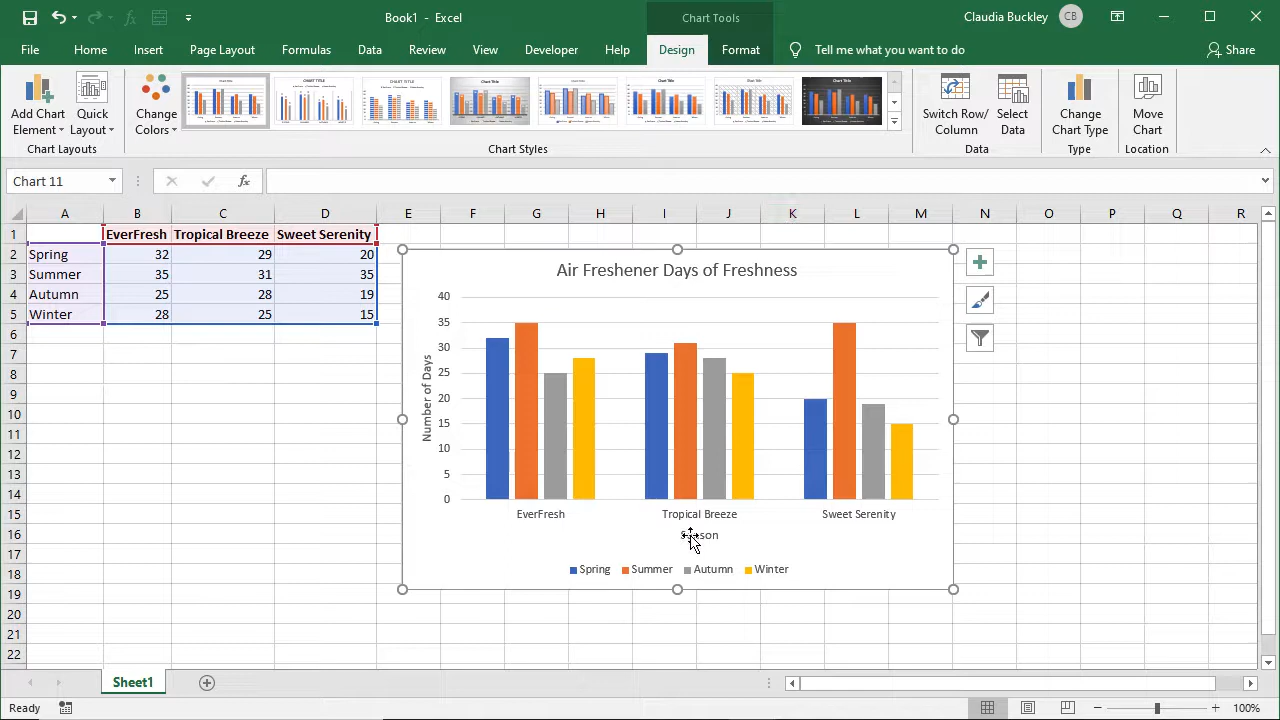 Book1 - Excel
Chart Tools
Claudia Buckley
CB
File Home Insert Page Layout Formulas Data Review View Developer Help Design Format Tell me what you want to do Share
Add Chart Element
Quick Layout
Change Colors
Switch Row/ Column
Select Data
Change Chart Type
Move Chart
Chart Layouts
Chart Styles
Data
Type
Location
Chart 11
fx
A B C D E F G H I J K L M N O P Q R
1 EverFresh Tropical Breeze Sweet Serenity
2 Spring 32 29 20
3 Summer 35 31 35
4 Autumn 25 28 19
5 Winter 28 25 15
6
7
8
9
10
11
12
13
14
15
16
17
18
19
20
21
22
Air Freshener Days of Freshness
Number of Days
40
35
30
25
20
15
10
5
0
EverFresh Tropical Breeze Sweet Serenity
Season
Spring Summer Autumn Winter
Sheet1
Ready
100%